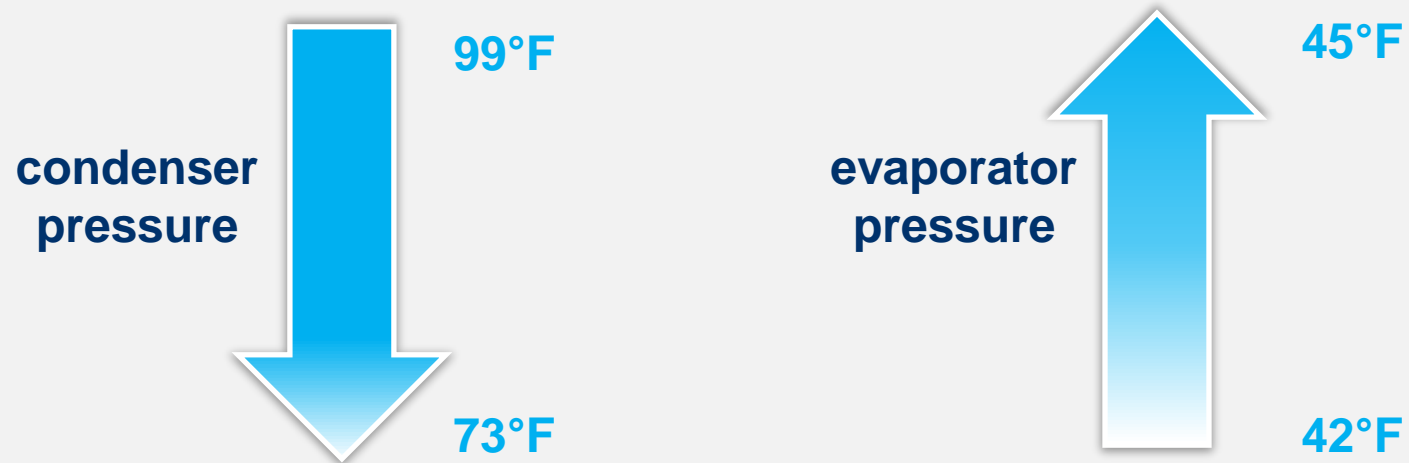 99°F
condenser
pressure
73°F
45°F
evaporator
pressure
42°F